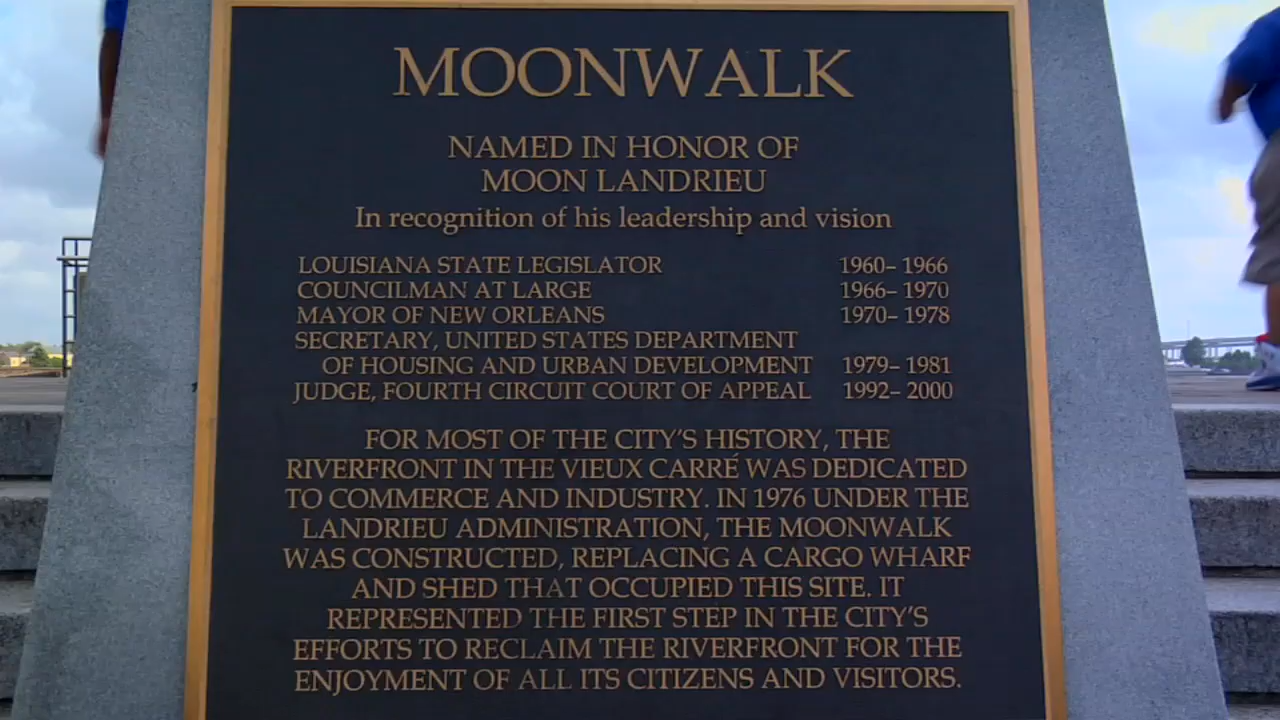 MOONWALK
NAMED IN HONOR OF
MOON LANDRIEU
In recognition of his leadership and vision
LOUISIANA STATE LEGISLATOR 1960– 1966
COUNCILMAN AT LARGE 1966– 1970
MAYOR OF NEW ORLEANS 1970– 1978
SECRETARY, UNITED STATES DEPARTMENT
OF HOUSING AND URBAN DEVELOPMENT 1979– 1981
JUDGE, FOURTH CIRCUIT COURT OF APPEAL 1992– 2000
FOR MOST OF THE CITY'S HISTORY, THE
RIVERFRONT IN THE VIEUX CARRÉ WAS DEDICATED
TO COMMERCE AND INDUSTRY. IN 1976 UNDER THE
LANDRIEU ADMINISTRATION, THE MOONWALK
WAS CONSTRUCTED, REPLACING A CARGO WHARF
AND SHED THAT OCCUPIED THIS SITE. IT
REPRESENTED THE FIRST STEP IN THE CITY'S
EFFORTS TO RECLAIM THE RIVERFRONT FOR THE
ENJOYMENT OF ALL ITS CITIZENS AND VISITORS.